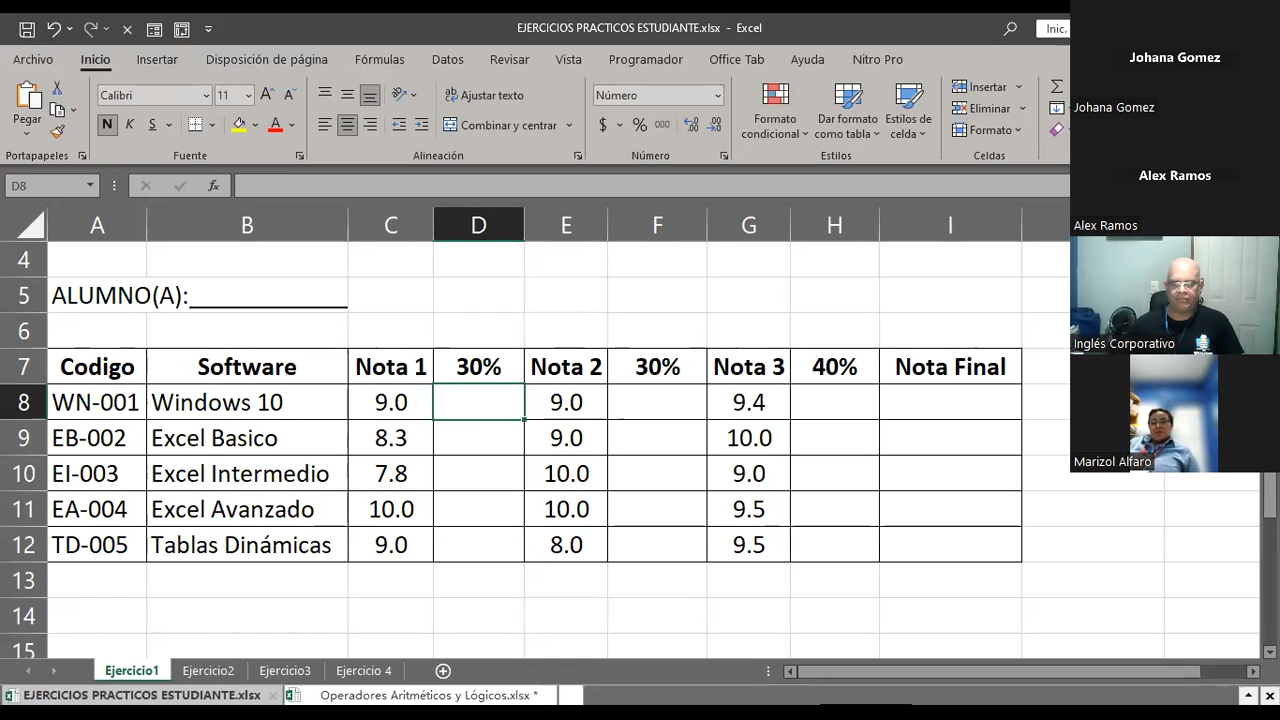 EJERCICIOS PRACTICOS ESTUDIANTE.xlsx - Excel
Inic.
Archivo Inicio Insertar Disposición de página Fórmulas Datos Revisar Vista Programador Office Tab Ayuda Nitro Pro
Pegar
Calibri 11
N K S
Ajustar texto
Combinar y centrar
Número
$ % 000
Formato condicional
Dar formato como tabla
Estilos de celda
Insertar
Eliminar
Formato
Portapapeles Fuente Alineación Número Estilos Celdas
D8 fx
A B C D E F G H I
4
5 ALUMNO(A):____________
6
7 Codigo Software Nota 1 30% Nota 2 30% Nota 3 40% Nota Final
8 WN-001 Windows 10 9.0 9.0 9.4
9 EB-002 Excel Basico 8.3 9.0 10.0
10 EI-003 Excel Intermedio 7.8 10.0 9.0
11 EA-004 Excel Avanzado 10.0 10.0 9.5
12 TD-005 Tablas Dinámicas 9.0 8.0 9.5
13
14
15
Ejercicio1 Ejercicio2 Ejercicio3 Ejercicio 4
EJERCICIOS PRACTICOS ESTUDIANTE.xlsx Operadores Aritméticos y Lógicos.xlsx *
Johana Gomez
Johana Gomez
Alex Ramos
Alex Ramos
Inglés Corporativo
Marizol Alfaro